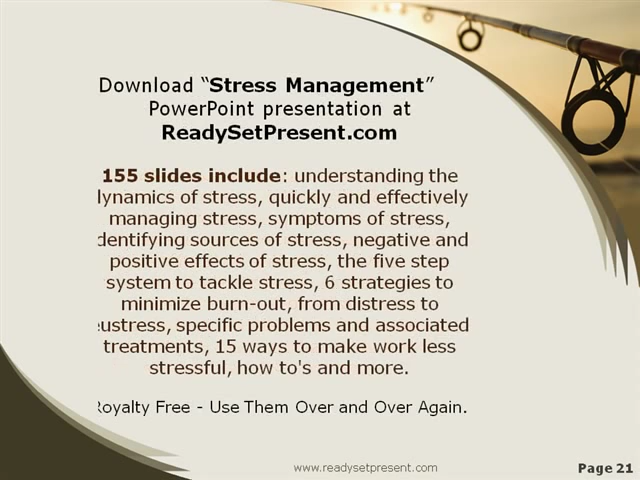 Download “Stress Management”
PowerPoint presentation at
ReadySetPresent.com
155 slides include: understanding the
dynamics of stress, quickly and effectively
managing stress, symptoms of stress,
identifying sources of stress, negative and
positive effects of stress, the five step
system to tackle stress, 6 strategies to
minimize burn-out, from distress to
eustress, specific problems and associated
treatments, 15 ways to make work less
stressful, how to's and more.
Royalty Free - Use Them Over and Over Again.
www.readysetpresent.com
Page 21